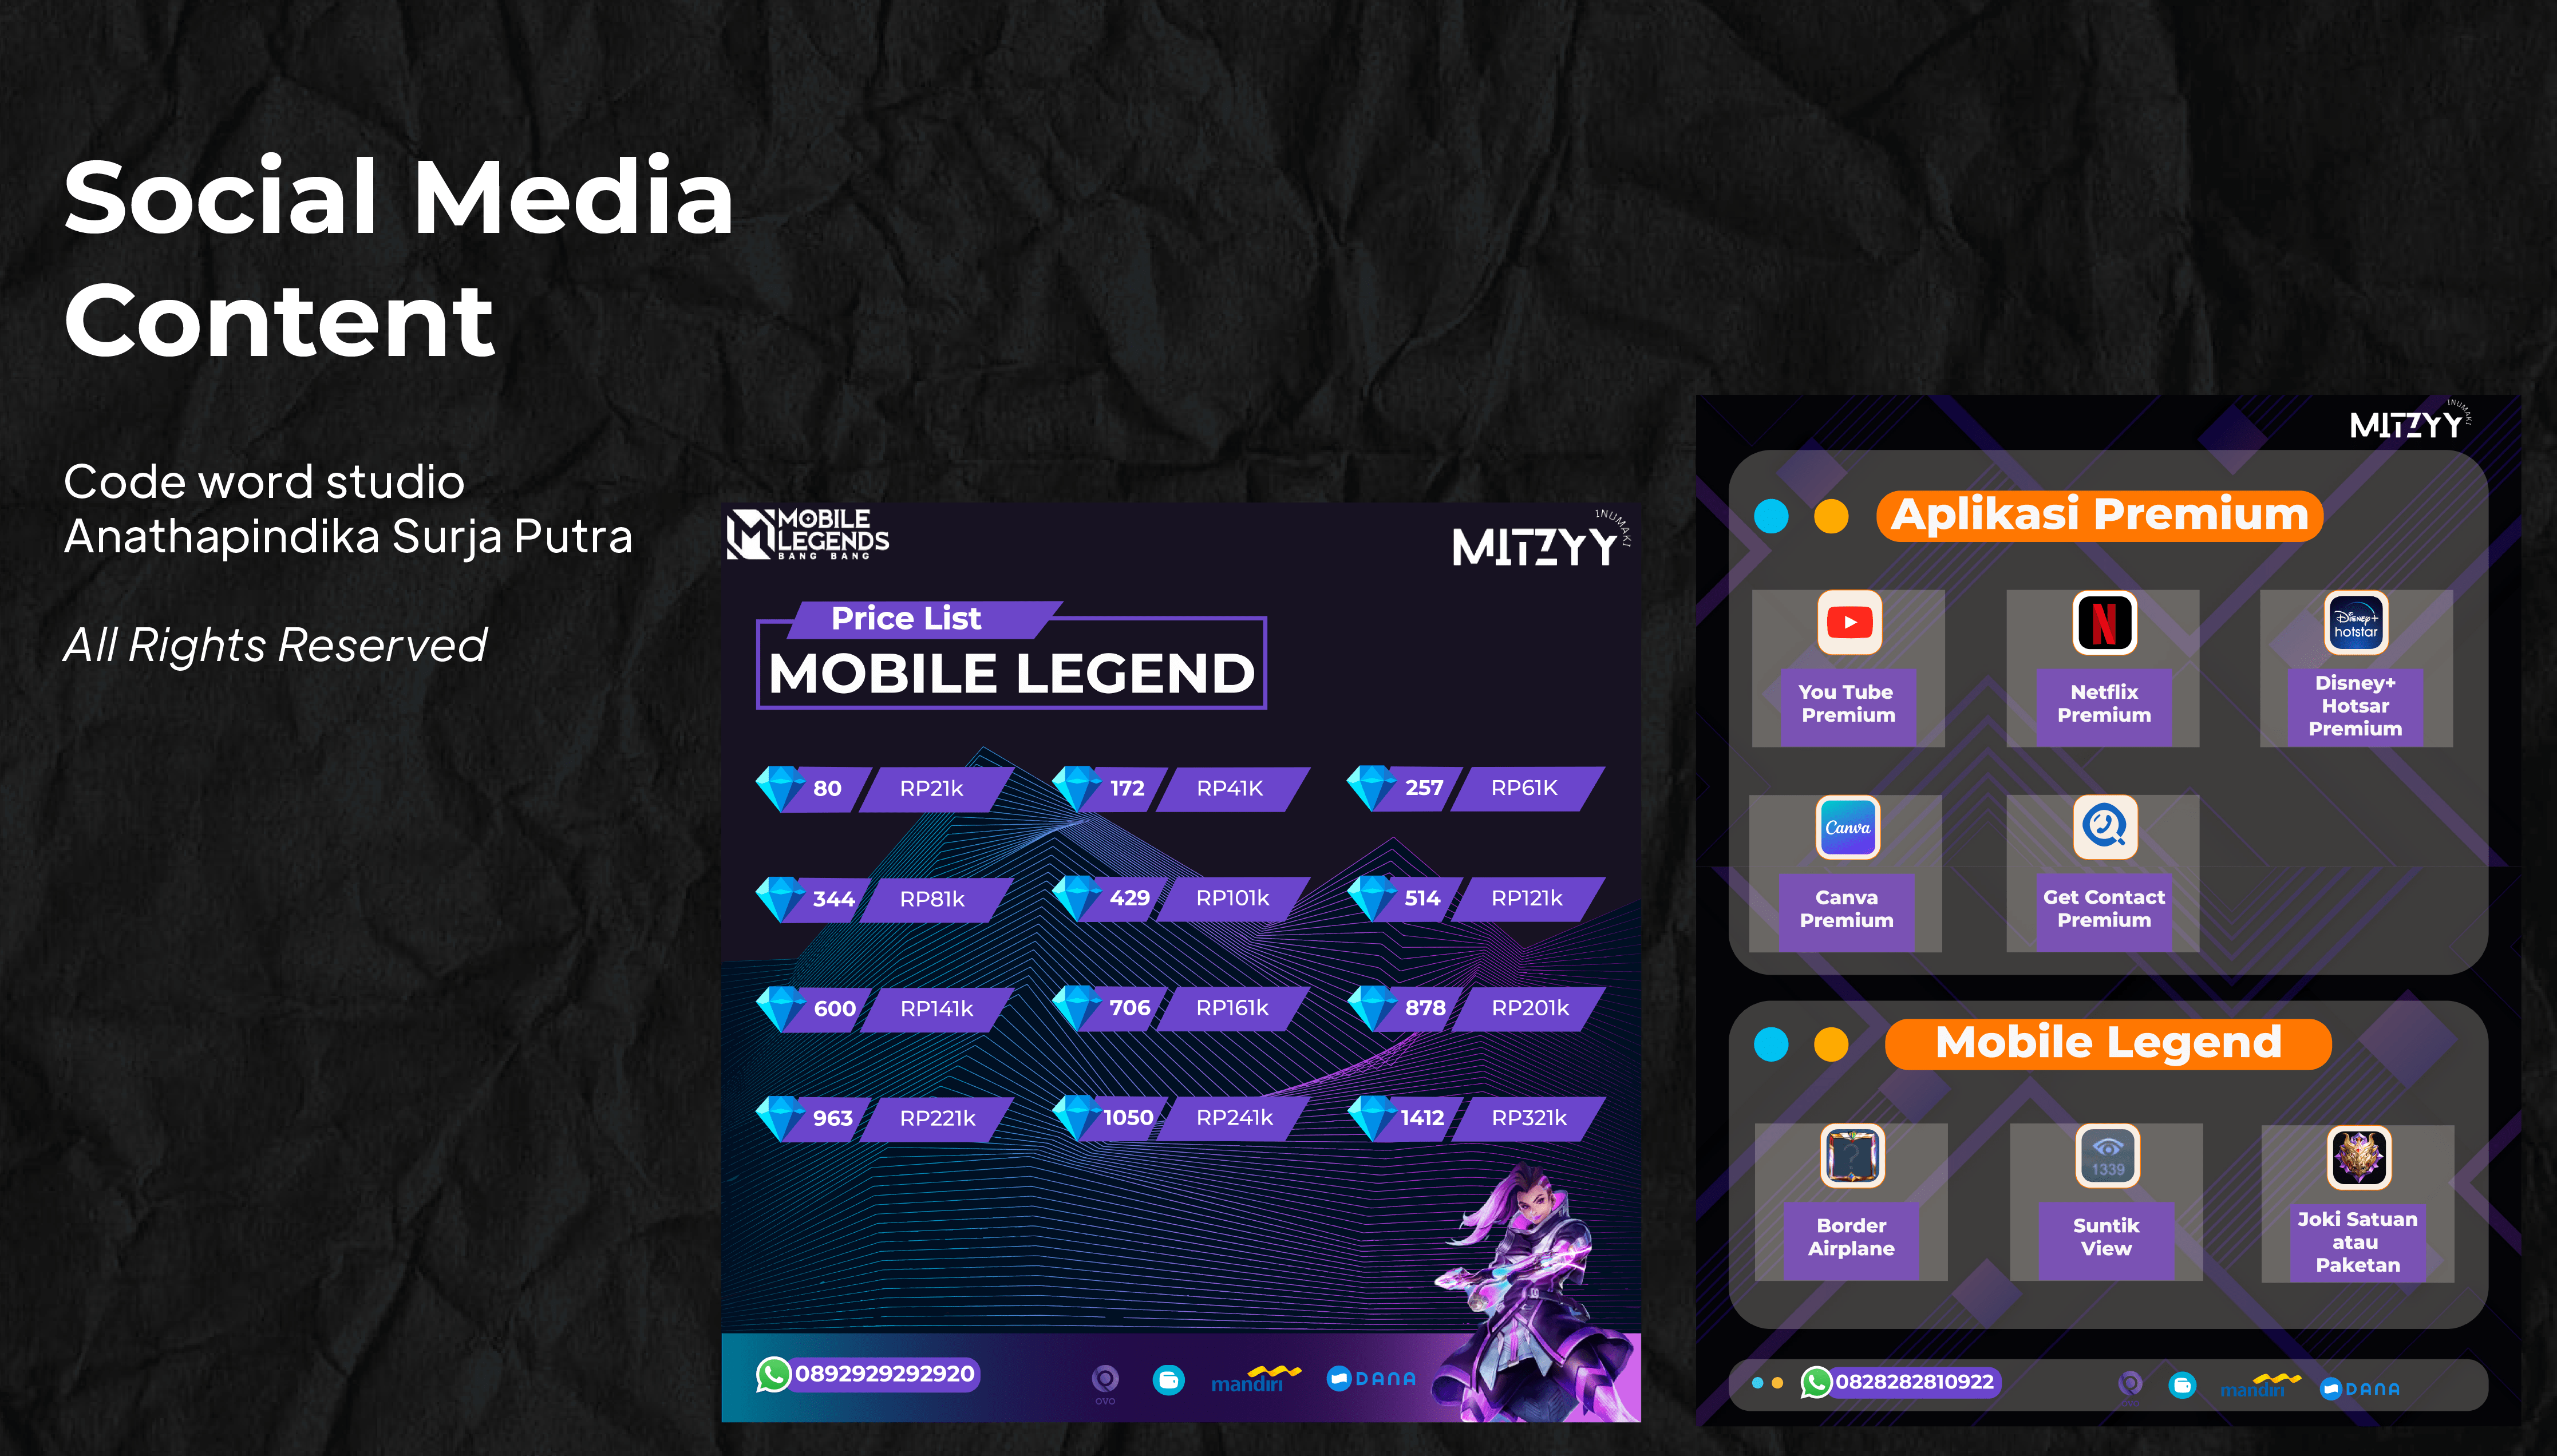 Social Media
Content
Code word studio
Anathapindika Surja Putra
All Rights Reserved
MOBILE
LEGENDS
BANG BANG
INUMAKI
MITZYY
Price List
MOBILE LEGEND
80 RP21k 172 RP41K 257 RP61K
344 RP81k 429 RP101k 514 RP121k
600 RP141k 706 RP161k 878 RP201k
963 RP221k 1050 RP241k 1412 RP321k
0892929292920
OVO
mandiri
DANA
INUMAKI
MITZYY
Aplikasi Premium
You Tube
Premium
Netflix
Premium
Disney+
hotstar
Disney+
Hotsar
Premium
Canva
Canva
Premium
Get Contact
Premium
Mobile Legend
?
Border
Airplane
1339
Suntik
View
Joki Satuan
atau
Paketan
0828282810922
OVO
mandiri
DANA